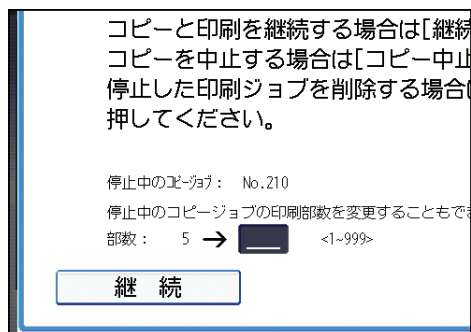 コピーと印刷を継続する場合は[継続
コピーを中止する場合は[コピー中止
停止した印刷ジョブを削除する場合は
押してください。
停止中のｺﾋﾟｰｼﾞｮﾌﾞ: No.210
停止中のコピージョブの印刷部数を変更することもでき
部数: 5 → ___ <1~999>
継 続